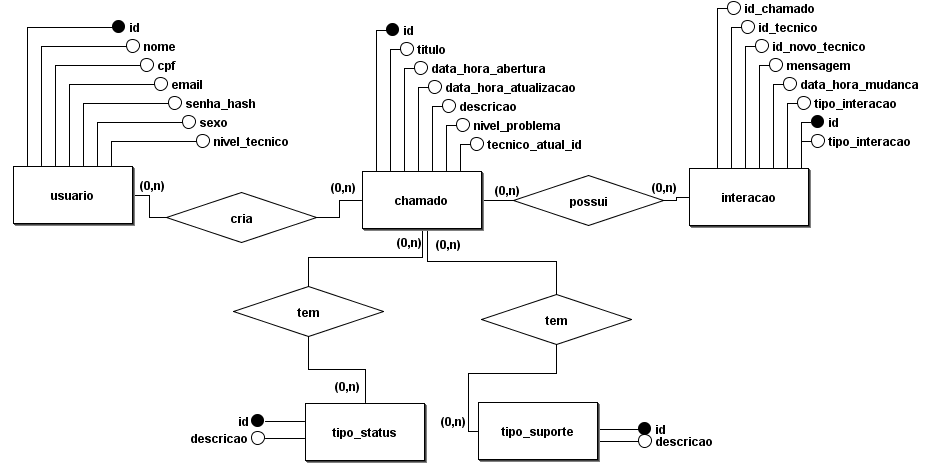 id
nome
cpf
email
senha_hash
sexo
nivel_tecnico
usuario
(0,n)
cria
(0,n)
id
titulo
data_hora_abertura
data_hora_atualizacao
descricao
nivel_problema
tecnico_atual_id
chamado
(0,n)
possui
(0,n)
id_chamado
id_tecnico
id_novo_tecnico
mensagem
data_hora_mudanca
tipo_interacao
id
tipo_interacao
interacao
(0,n)
(0,n)
tem
tem
(0,n)
(0,n)
id
descricao
tipo_status
tipo_suporte
id
descricao